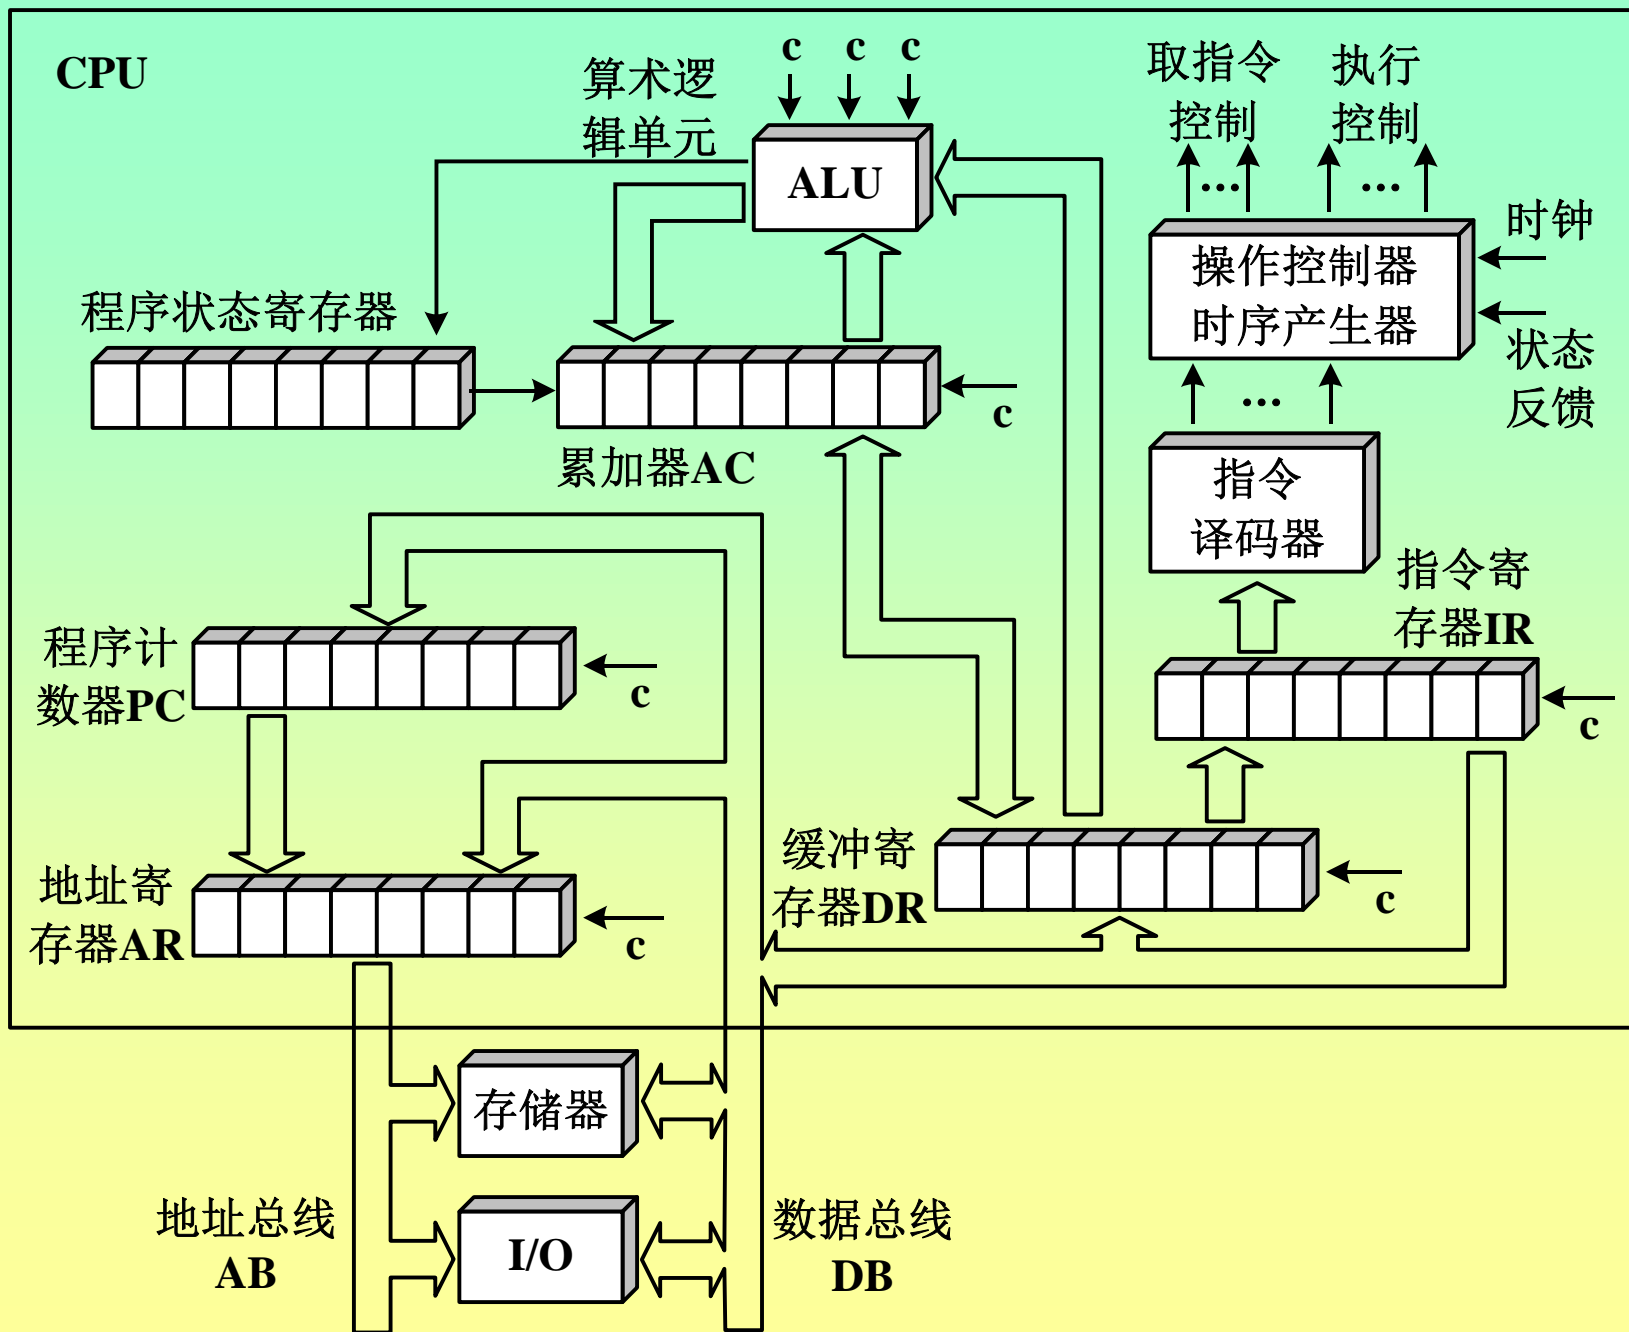 CPU
算术逻
辑单元
c c c
取指令
控制
执行
控制
... ...
ALU
时钟
操作控制器
时序产生器
状态
反馈
程序状态寄存器
c
累加器AC
...
指令
译码器
指令寄
存器IR
程序计
数器PC
c
c
缓冲寄
存器DR
c
地址寄
存器AR
c
存储器
地址总线
AB
I/O
数据总线
DB